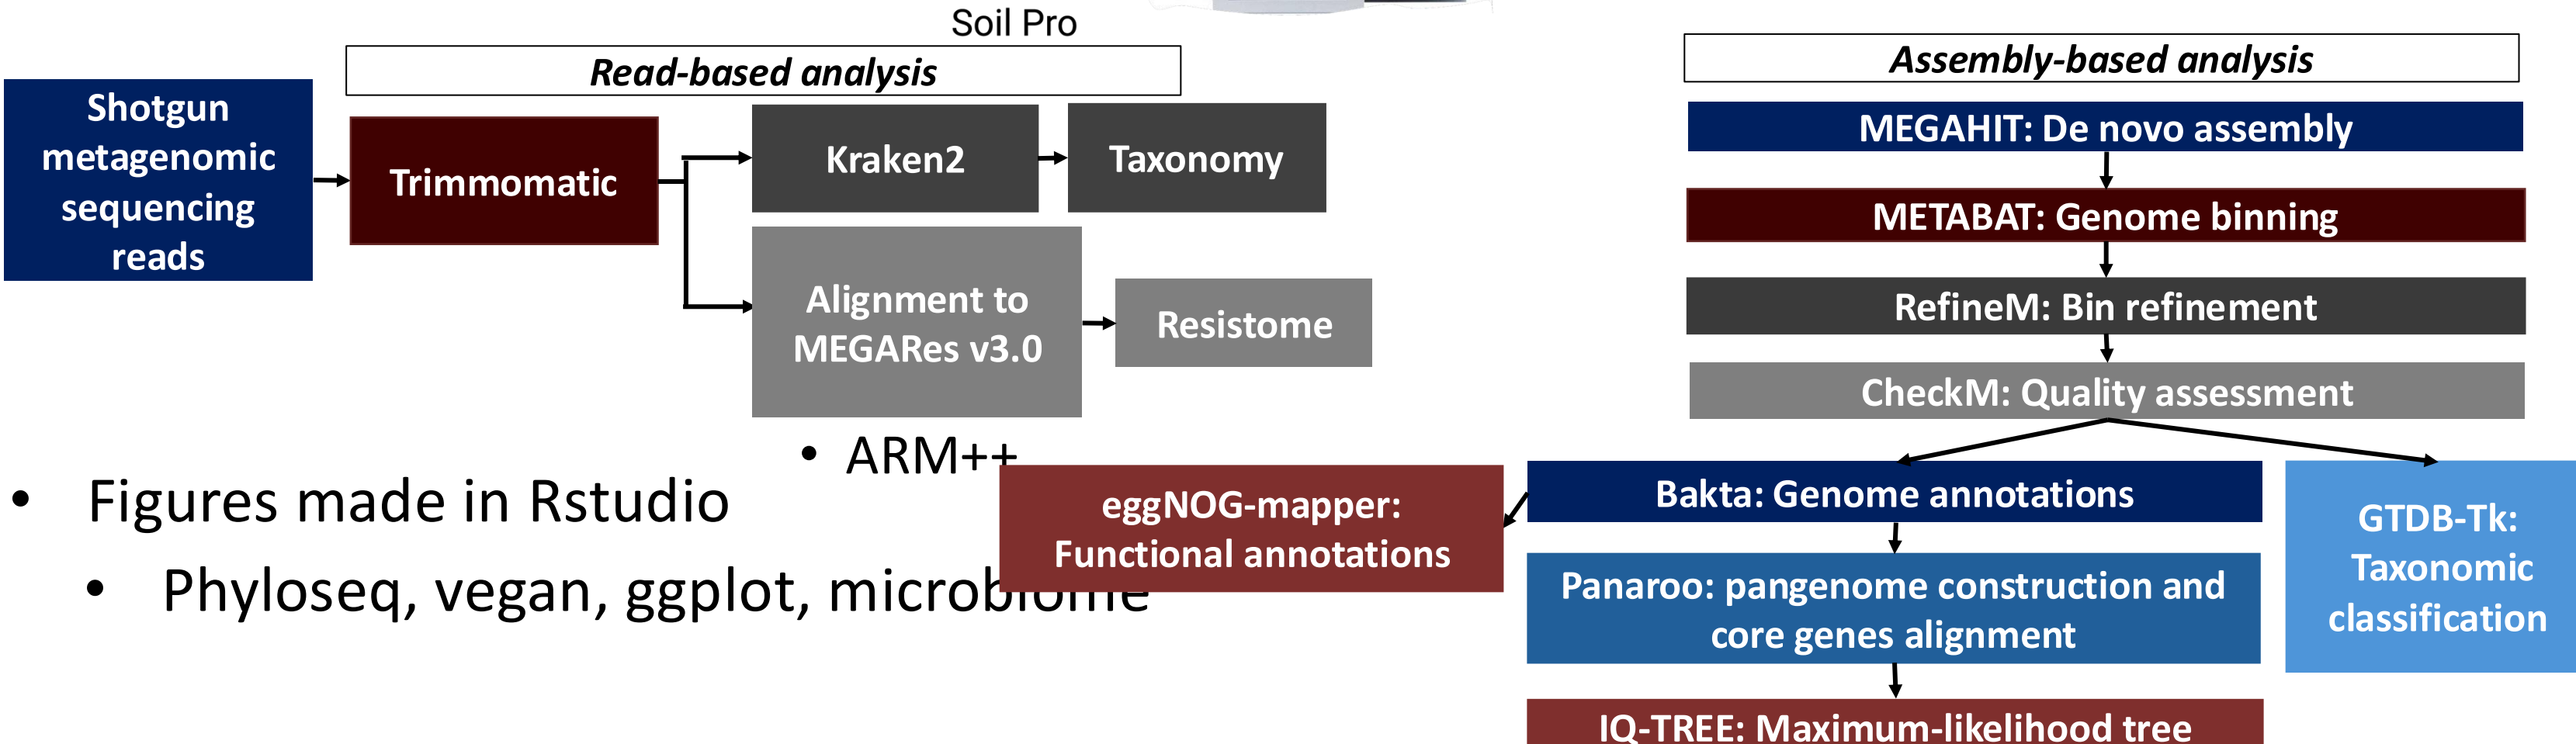 Soil Pro
Read-based analysis
Shotgun
metagenomic
sequencing
reads
Trimmomatic
Kraken2
Taxonomy
Alignment to
MEGARes v3.0
Resistome
• ARM++
• Figures made in Rstudio
• Phyloseq, vegan, ggplot, microbiome
Assembly-based analysis
MEGAHIT: De novo assembly
METABAT: Genome binning
RefineM: Bin refinement
CheckM: Quality assessment
eggNOG-mapper:
Functional annotations
Bakta: Genome annotations
GTDB-Tk:
Taxonomic
classification
Panaroo: pangenome construction and
core genes alignment
IQ-TREE: Maximum-likelihood tree